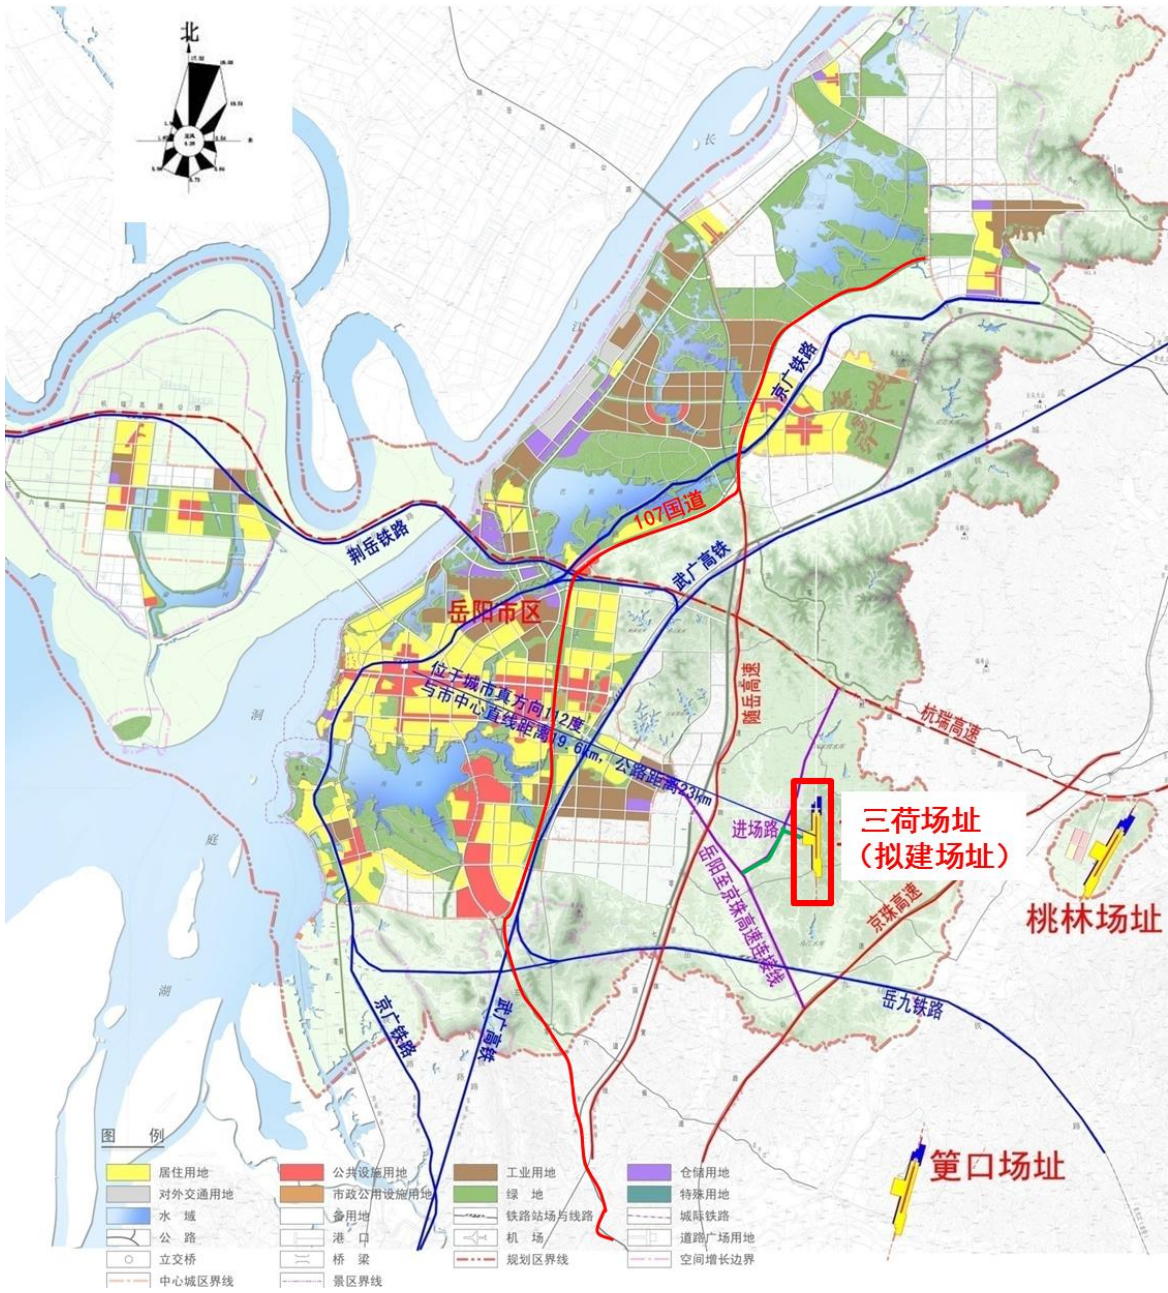 北
长
江
长
江
杭瑞高速公路
京广铁路
荆岳铁路
107国道
武广高铁
岳阳市区
位于城市真方向112度
与市中心直线距离19.6km, 公路距离23km
随岳高速
杭瑞高速
洞
庭
湖
进场路
三荷场址
（拟建场址）
岳阳至京珠高速连接线
京珠高速
桃林场址
岳九铁路
京广铁路
武广高铁
筻口场址
图 例
居住用地
公共设施用地
工业用地
仓储用地
对外交通用地
市政公用设施用地
绿 地
特殊用地
水 域
备用地
铁路站场与线路
城际铁路
公 路
港 口
机 场
道路广场用地
立交桥
桥 梁
规划区界线
空间增长边界
中心城区界线
景区界线